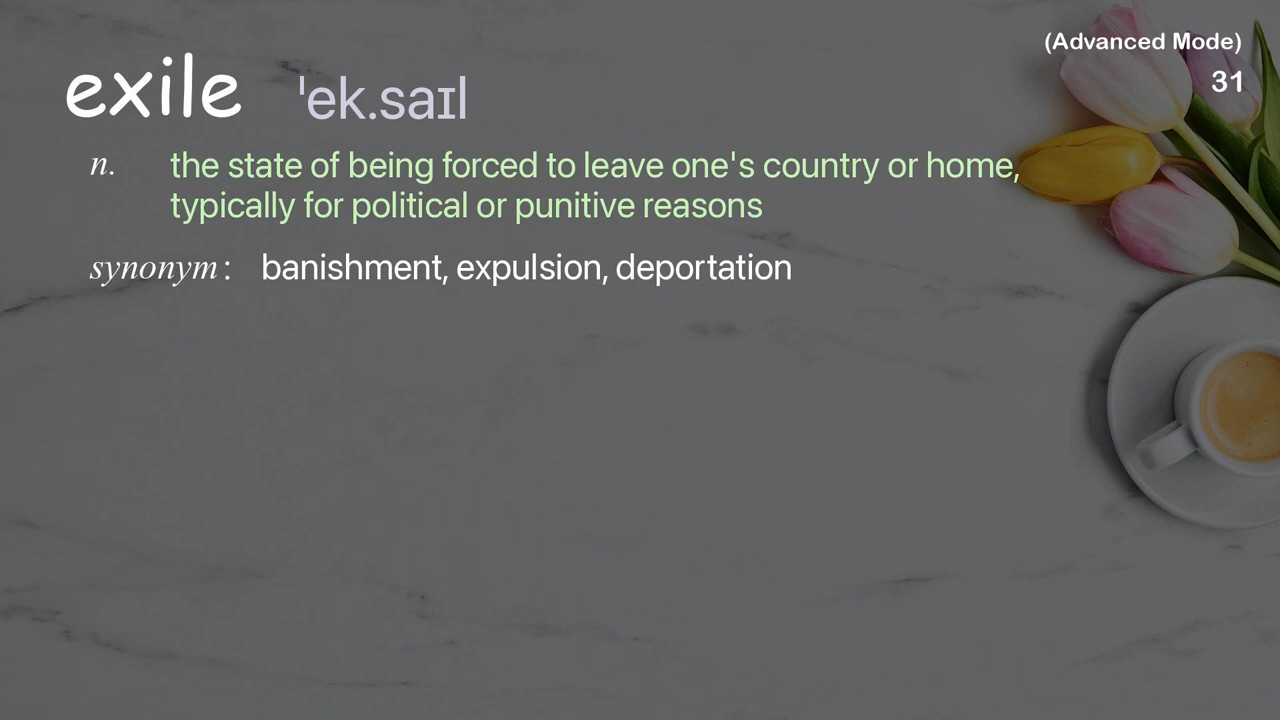 (Advanced Mode)
31
exile ˈek.saɪl
n. the state of being forced to leave one's country or home,
typically for political or punitive reasons
synonym : banishment, expulsion, deportation